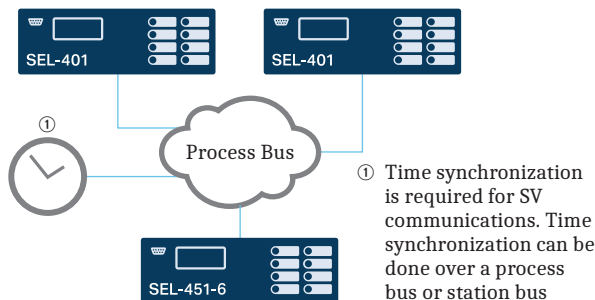 SEL-401
SEL-401
①
Process Bus
① Time synchronization
is required for SV
communications. Time
synchronization can be
done over a process
bus or station bus
SEL-451-6